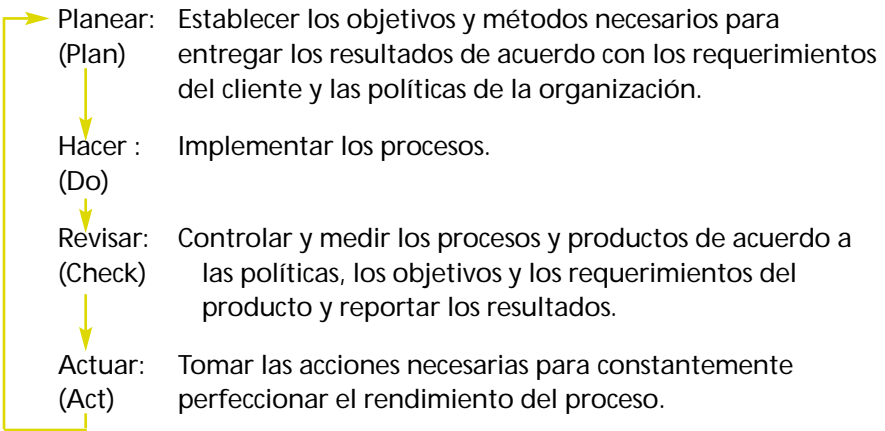 Planear: Establecer los objetivos y métodos necesarios para
(Plan) entregar los resultados de acuerdo con los requerimientos
del cliente y las políticas de la organización.
Hacer : Implementar los procesos.
(Do)
Revisar: Controlar y medir los procesos y productos de acuerdo a
(Check) las políticas, los objetivos y los requerimientos del
producto y reportar los resultados.
Actuar: Tomar las acciones necesarias para constantemente
(Act) perfeccionar el rendimiento del proceso.